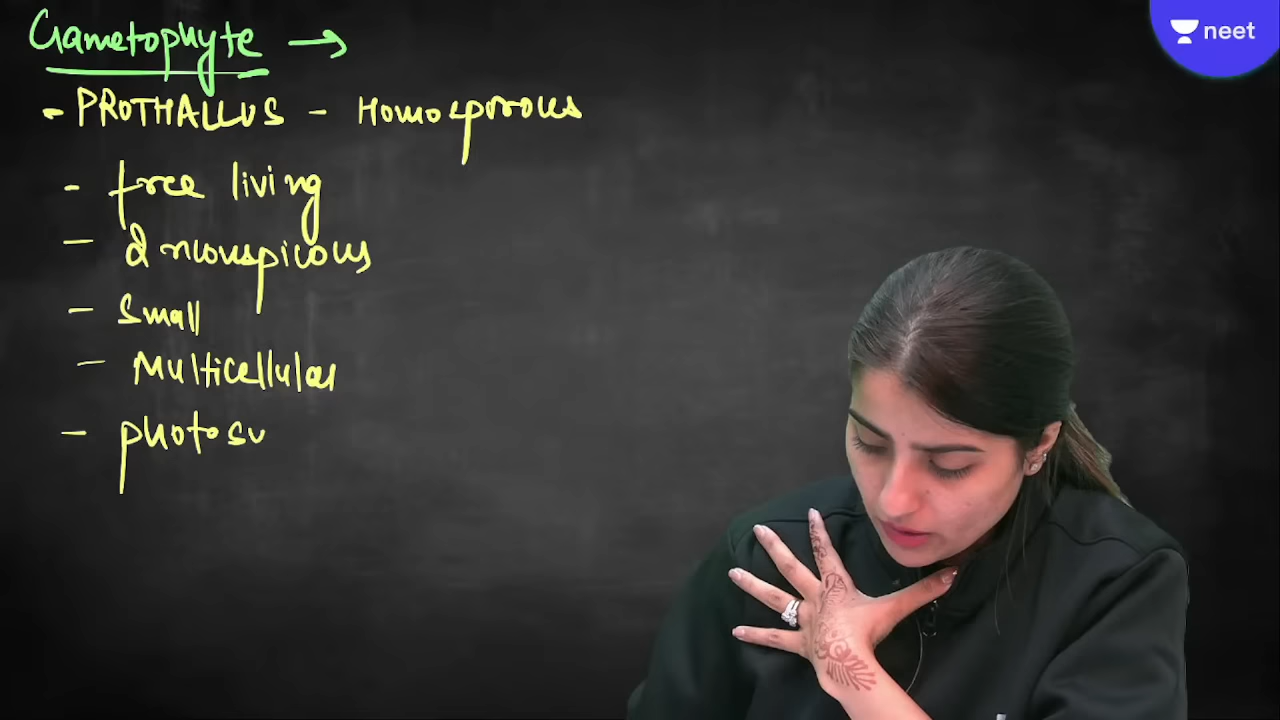 Gametophyte →
- PROTHALLUS - Homosporous
- free living
- Inconspicous
- Small
- Multicellular
- photosy
neet